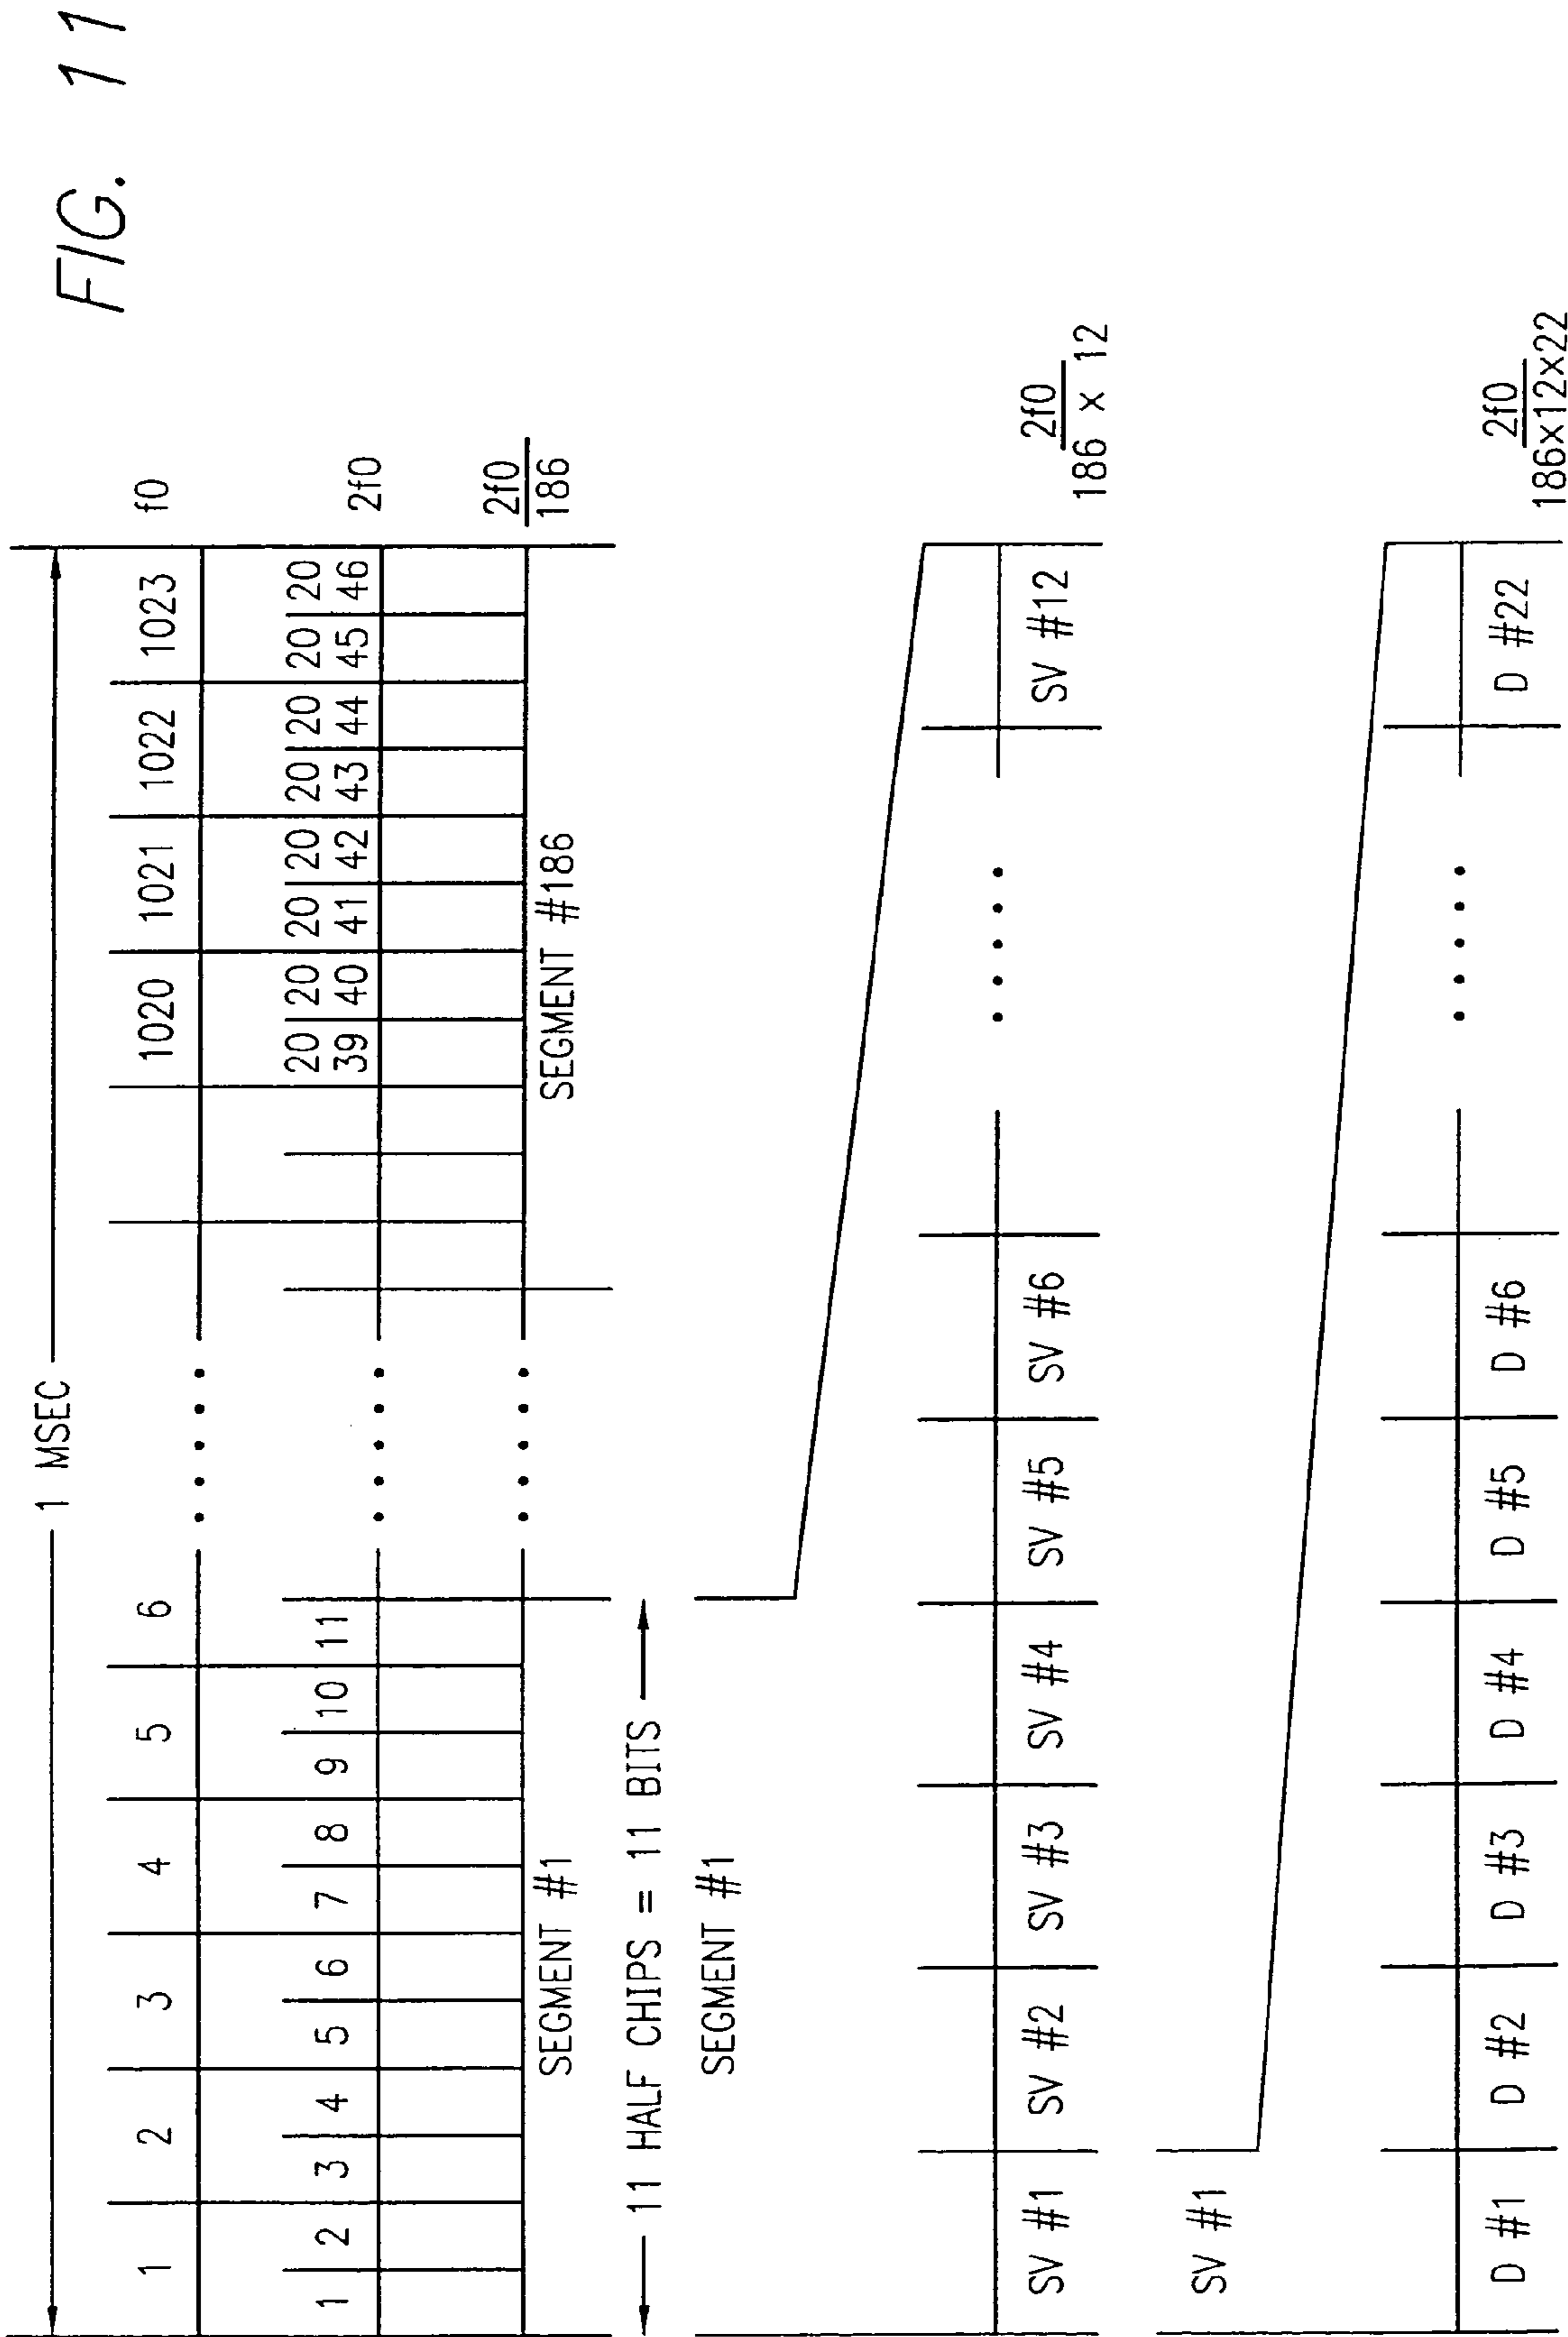 FIG. 11
1 MSEC
1 2 3 4 5 6 1020 1021 1022 1023 f0
1 2 3 4 5 6 7 8 9 10 11 20 39 20 40 20 41 20 42 20 43 20 44 20 45 20 46 2f0
SEGMENT #1 SEGMENT #186 2f0
186
11 HALF CHIPS = 11 BITS
SEGMENT #1
SV #1 SV #2 SV #3 SV #4 SV #5 SV #6 SV #12 2f0
186 x 12
SV #1
D #1 D #2 D #3 D #4 D #5 D #6 D #22 2f0
186x12x22